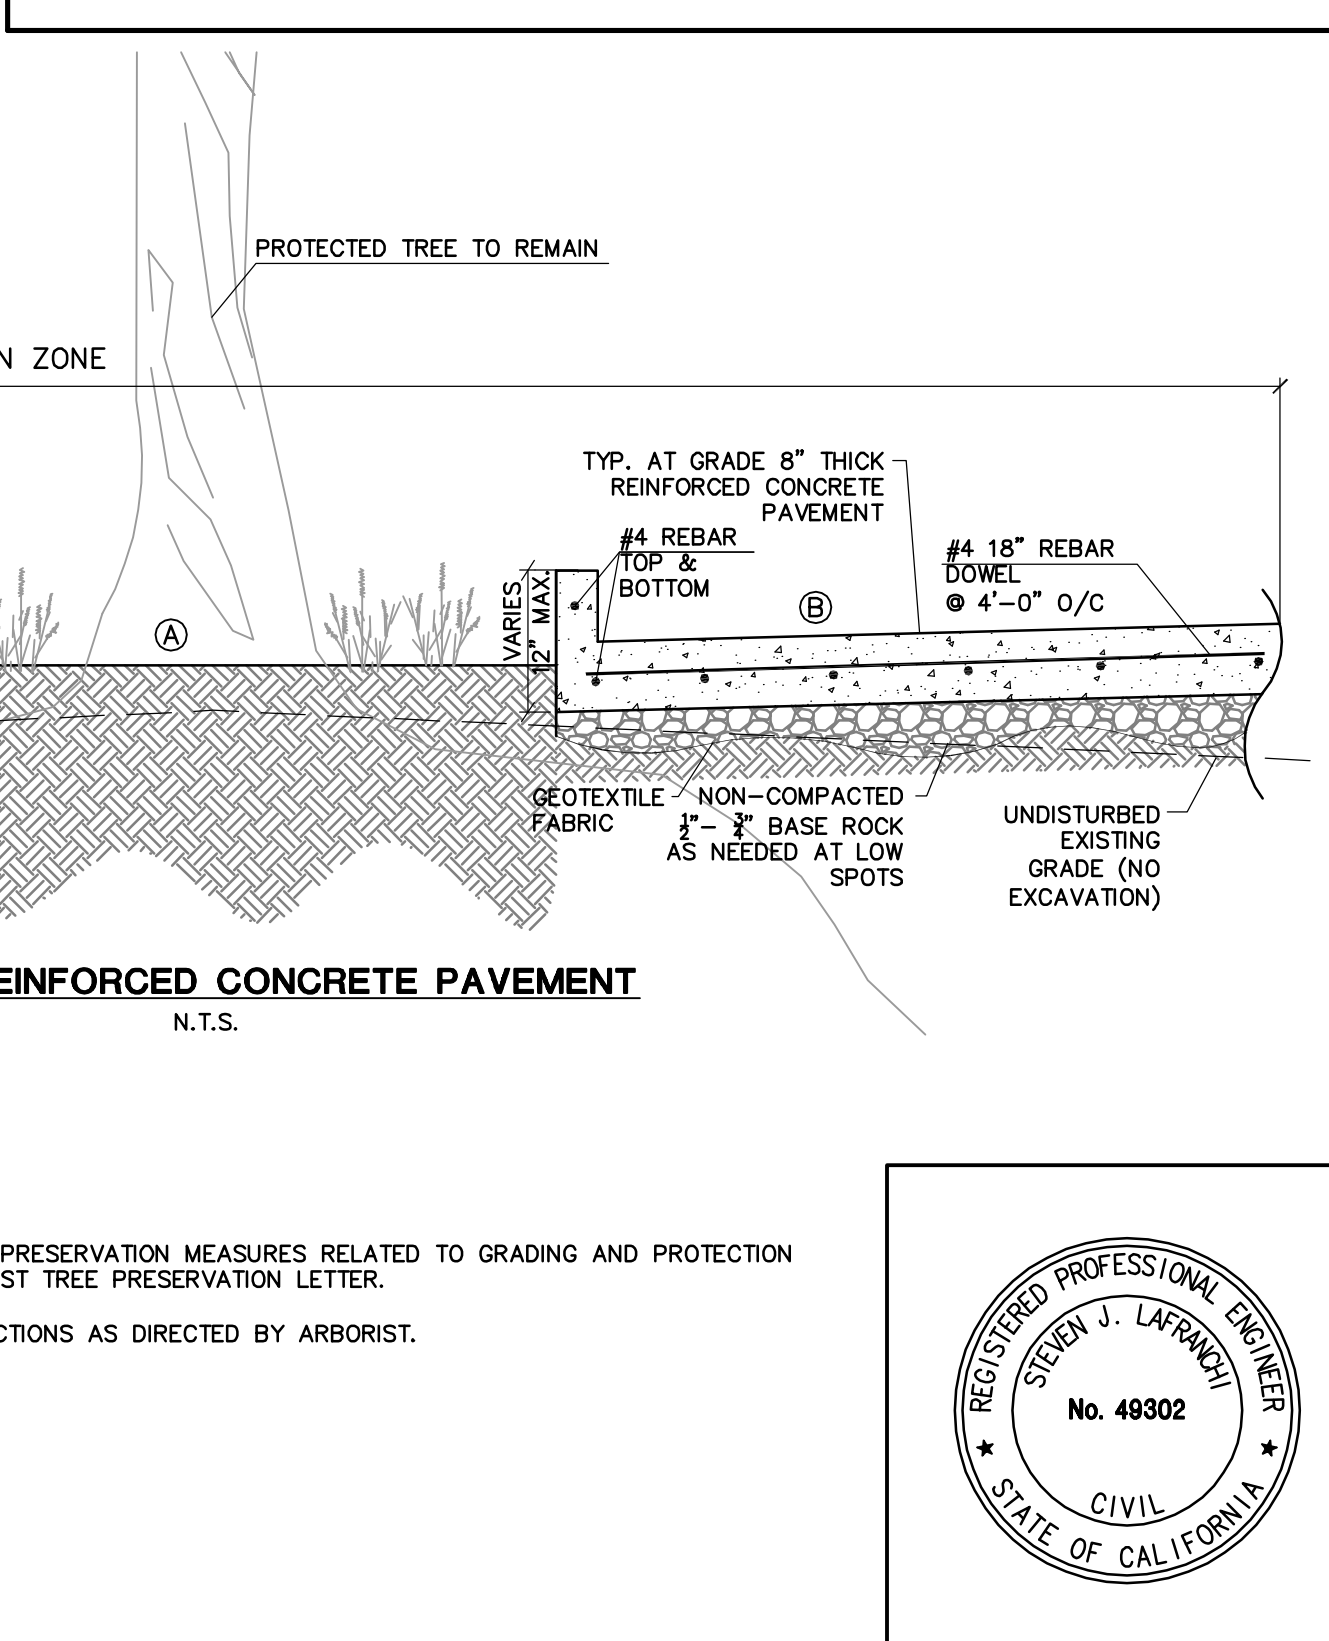 PROTECTED TREE TO REMAIN
N ZONE
TYP. AT GRADE 8" THICK
REINFORCED CONCRETE
PAVEMENT
#4 REBAR
TOP &
BOTTOM
#4 18" REBAR
DOWEL
@ 4'-0" O/C
VARIES
12" MAX.
A
B
GEOTEXTILE
FABRIC
NON-COMPACTED
1/2"- 3/4" BASE ROCK
AS NEEDED AT LOW
SPOTS
UNDISTURBED
EXISTING
GRADE (NO
EXCAVATION)
EINFORCED CONCRETE PAVEMENT
N.T.S.
PRESERVATION MEASURES RELATED TO GRADING AND PROTECTION
ST TREE PRESERVATION LETTER.
CTIONS AS DIRECTED BY ARBORIST.
REGISTERED PROFESSIONAL ENGINEER
STEVEN J. LAFRANCHI
No. 49302
CIVIL
STATE OF CALIFORNIA